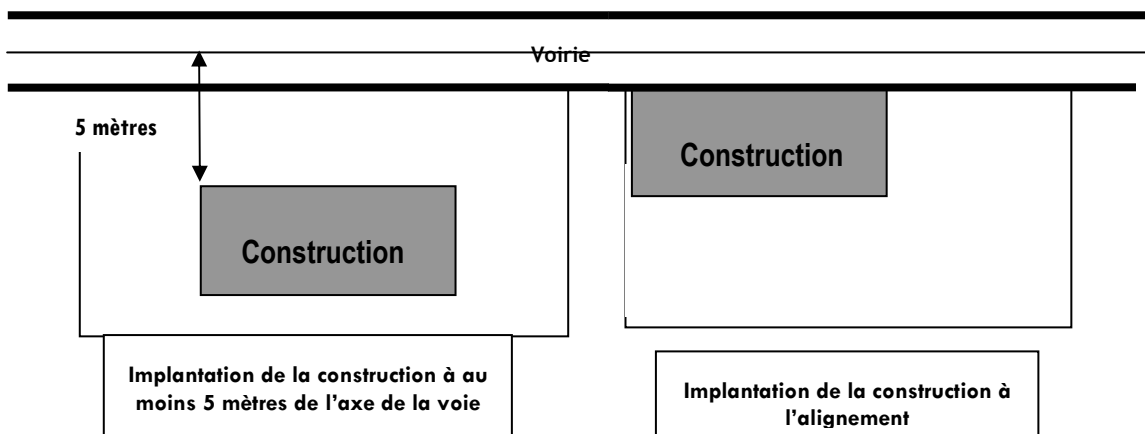 Voirie
5 mètres
Construction
Construction
Implantation de la construction à au
moins 5 mètres de l'axe de la voie
Implantation de la construction à
l'alignement